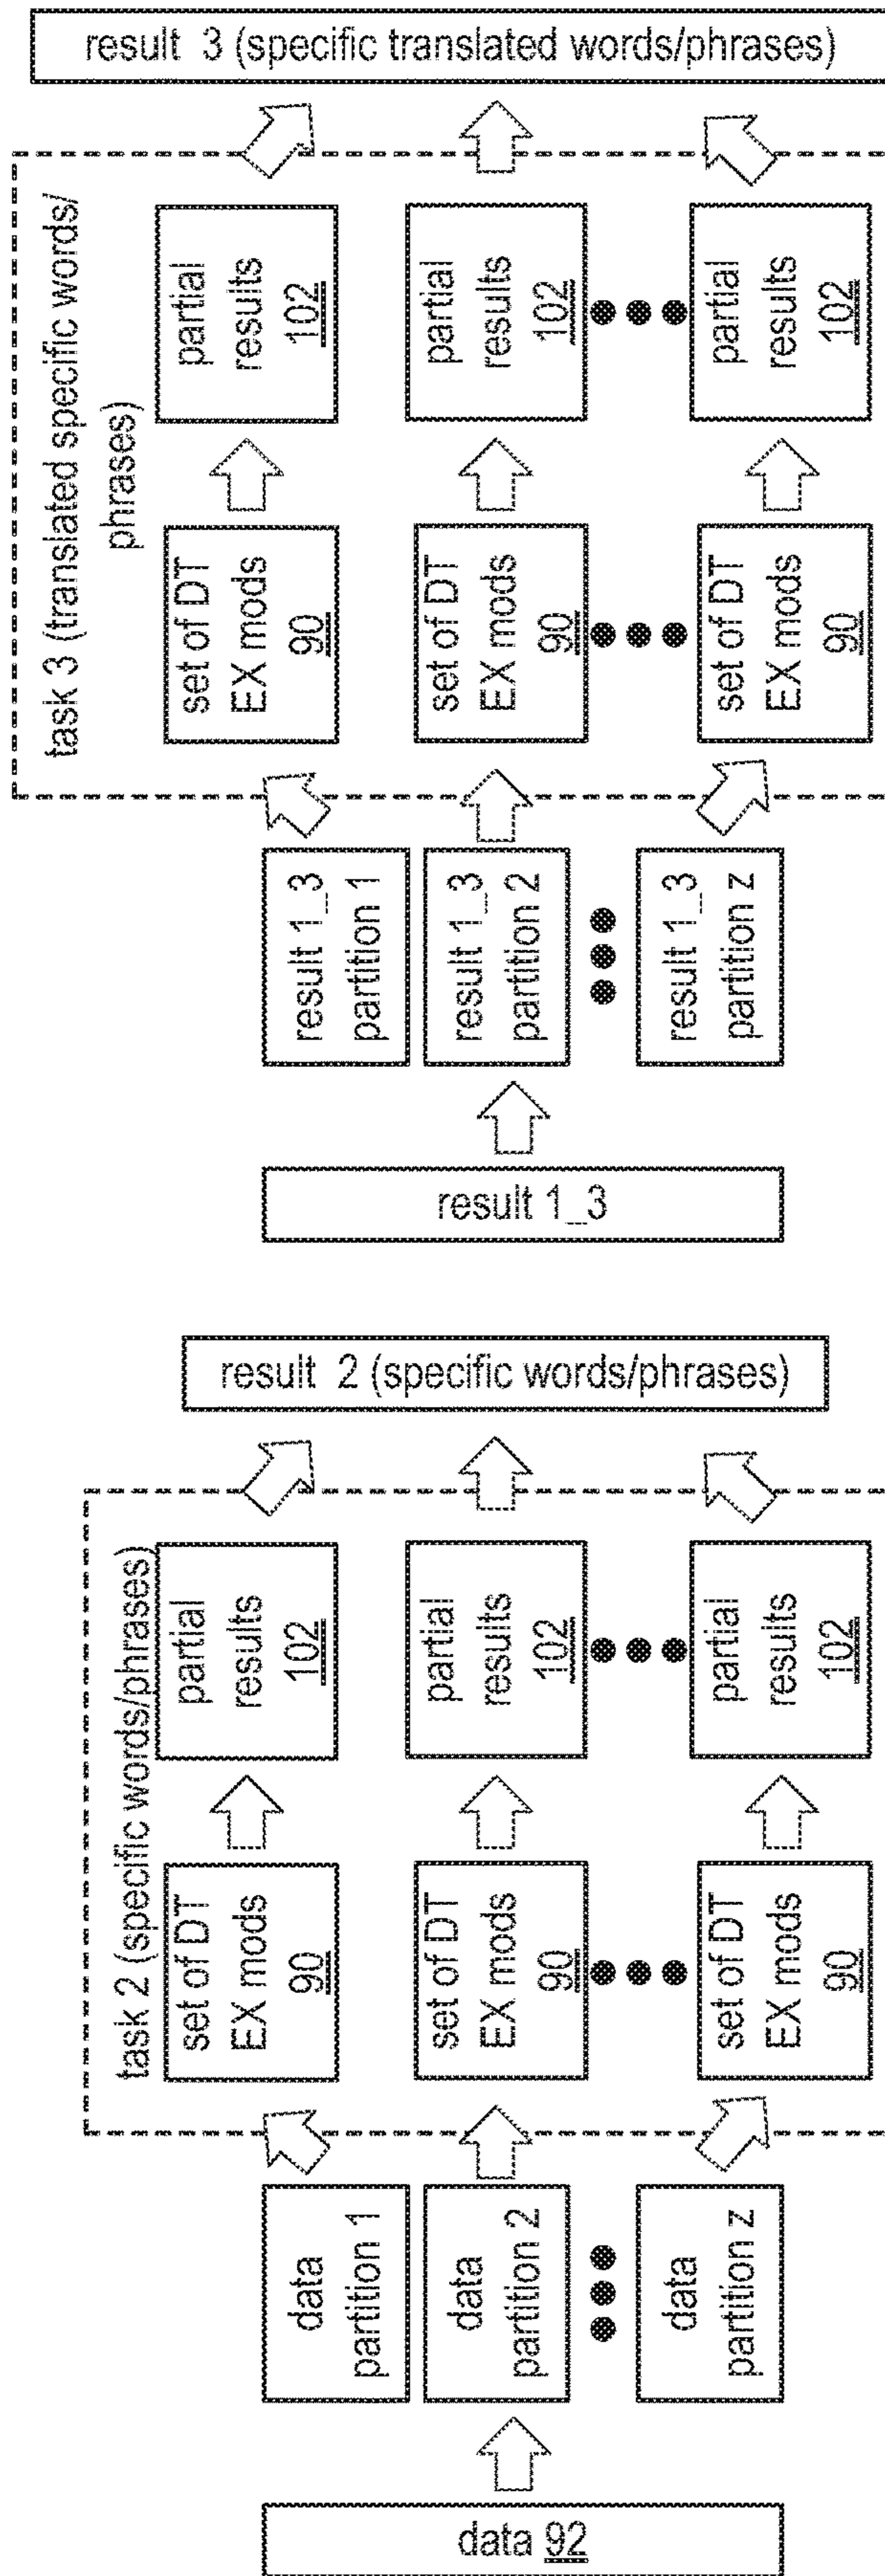 data 92
data
partition 1
data
partition 2
data
partition z
task 2 (specific words/phrases)
set of DT
EX mods
90
set of DT
EX mods
90
set of DT
EX mods
90
partial
results
102
partial
results
102
partial
results
102
result 2 (specific words/phrases)
result 1_3
result 1_3
partition 1
result 1_3
partition 2
result 1_3
partition z
task 3 (translated specific words/
phrases)
set of DT
EX mods
90
set of DT
EX mods
90
set of DT
EX mods
90
partial
results
102
partial
results
102
partial
results
102
result 3 (specific translated words/phrases)